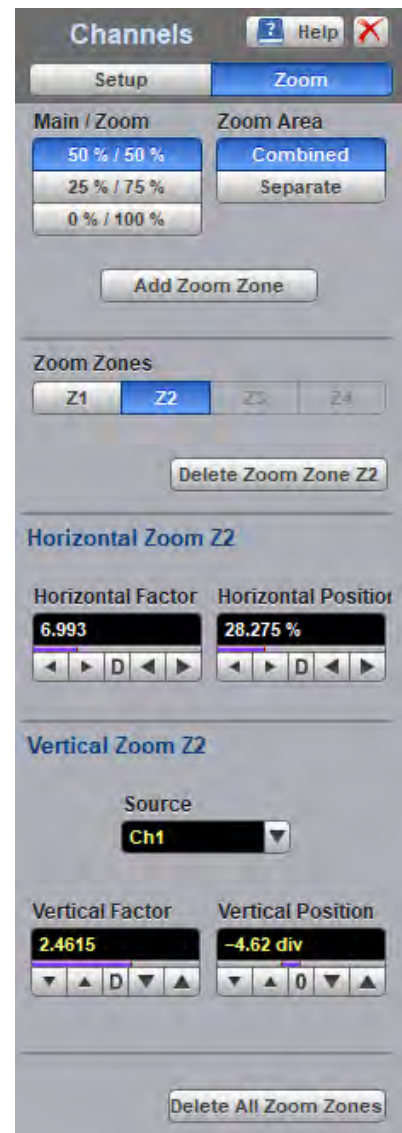 Channels ? Help
Setup Zoom
Main / Zoom Zoom Area
50 % / 50 % Combined
25 % / 75 % Separate
0 % / 100 %
Add Zoom Zone
Zoom Zones
Z1 Z2 Z3 Z4
Delete Zoom Zone Z2
Horizontal Zoom Z2
Horizontal Factor Horizontal Position
6.993 28.275 %
D D
Vertical Zoom Z2
Source
Ch1
Vertical Factor Vertical Position
2.4615 –4.62 div
D 0
Delete All Zoom Zones